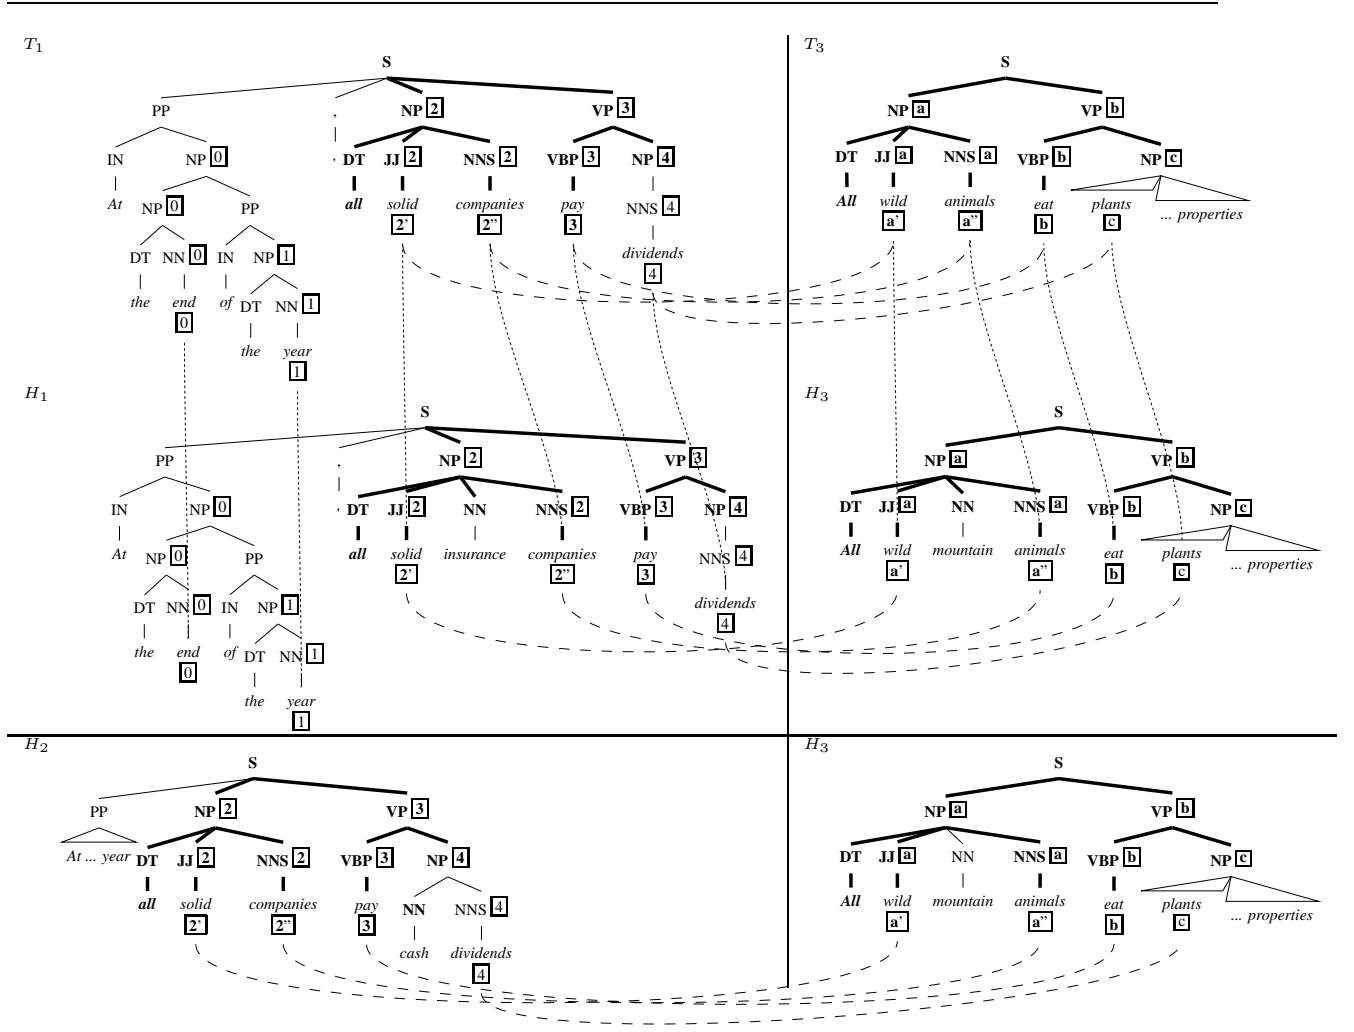 T1 T3
S S
PP , NP 2 VP 3 NP a VP b
IN NP 0 , DT JJ 2 NNS 2 VBP 3 NP 4 DT JJ a NNS a VBP b NP c
At NP 0 PP all solid companies pay NNS 4 All wild animals eat plants ... properties
2' 2'' 3 a' a'' b c
DT NN 0 IN NP 1 dividends
4
the end of DT NN 1
0
the year
1
H1 H3
S S
PP , NP 2 VP 3 NP a VP b
IN NP 0 , DT JJ 2 NN NNS 2 VBP 3 NP 4 DT JJ a NN NNS a VBP b NP c
At NP 0 PP all solid insurance companies pay NNS 4 All wild mountain animals eat plants ... properties
2' 2'' 3 a' a'' b c
DT NN 0 IN NP 1 dividends
4
the end of DT NN 1
0
the year
1
H2 H3
S S
PP NP 2 VP 3 NP a VP b
At ... year DT JJ 2 NNS 2 VBP 3 NP 4 DT JJ a NN NNS a VBP b NP c
all solid companies pay NN NNS 4 All wild mountain animals eat plants ... properties
2' 2'' 3 a' a'' b c
cash dividends
4